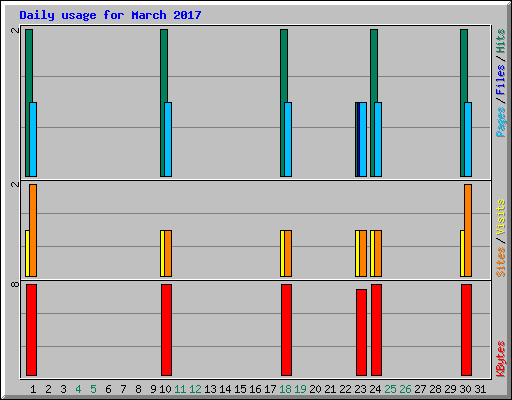 Daily usage for March 2017
2
2
8
Pages / Files / Hits
Sites / Visits
KBytes
1 2 3 4 5 6 7 8 9 10 11 12 13 14 15 16 17 18 19 20 21 22 23 24 25 26 27 28 29 30 31